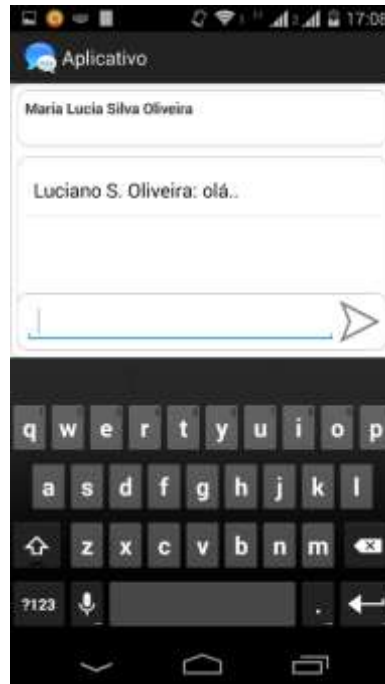 17:08
Aplicativo
Maria Lucia Silva Oliveira
Luciano S. Oliveira: olá..
q w e r t y u i o p
a s d f g h j k l
z x c v b n m
?123 .